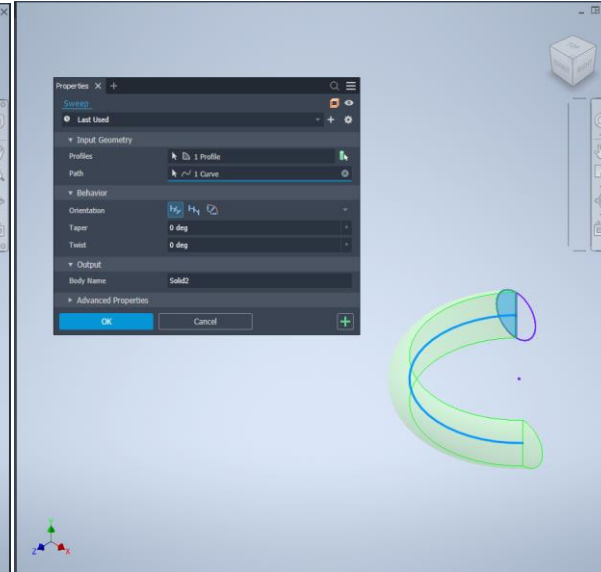 Properties X +
Sweep
Last Used
Input Geometry
Profiles 1 Profile
Path 1 Curve
Behavior
Orientation
Taper 0 deg
Twist 0 deg
Output
Body Name Solid2
Advanced Properties
OK Cancel +
Y
Z X